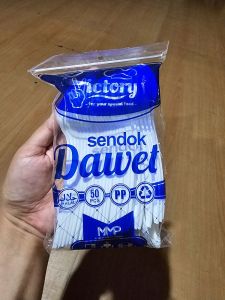 Victory
for your special food
sendok
Dawet
50
PCS
PP
MMP